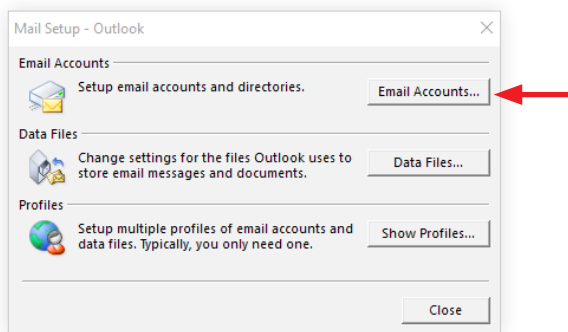 Mail Setup - Outlook
Email Accounts
Setup email accounts and directories.
Email Accounts...
Data Files
Change settings for the files Outlook uses to
store email messages and documents.
Data Files...
Profiles
Setup multiple profiles of email accounts and
data files. Typically, you only need one.
Show Profiles...
Close